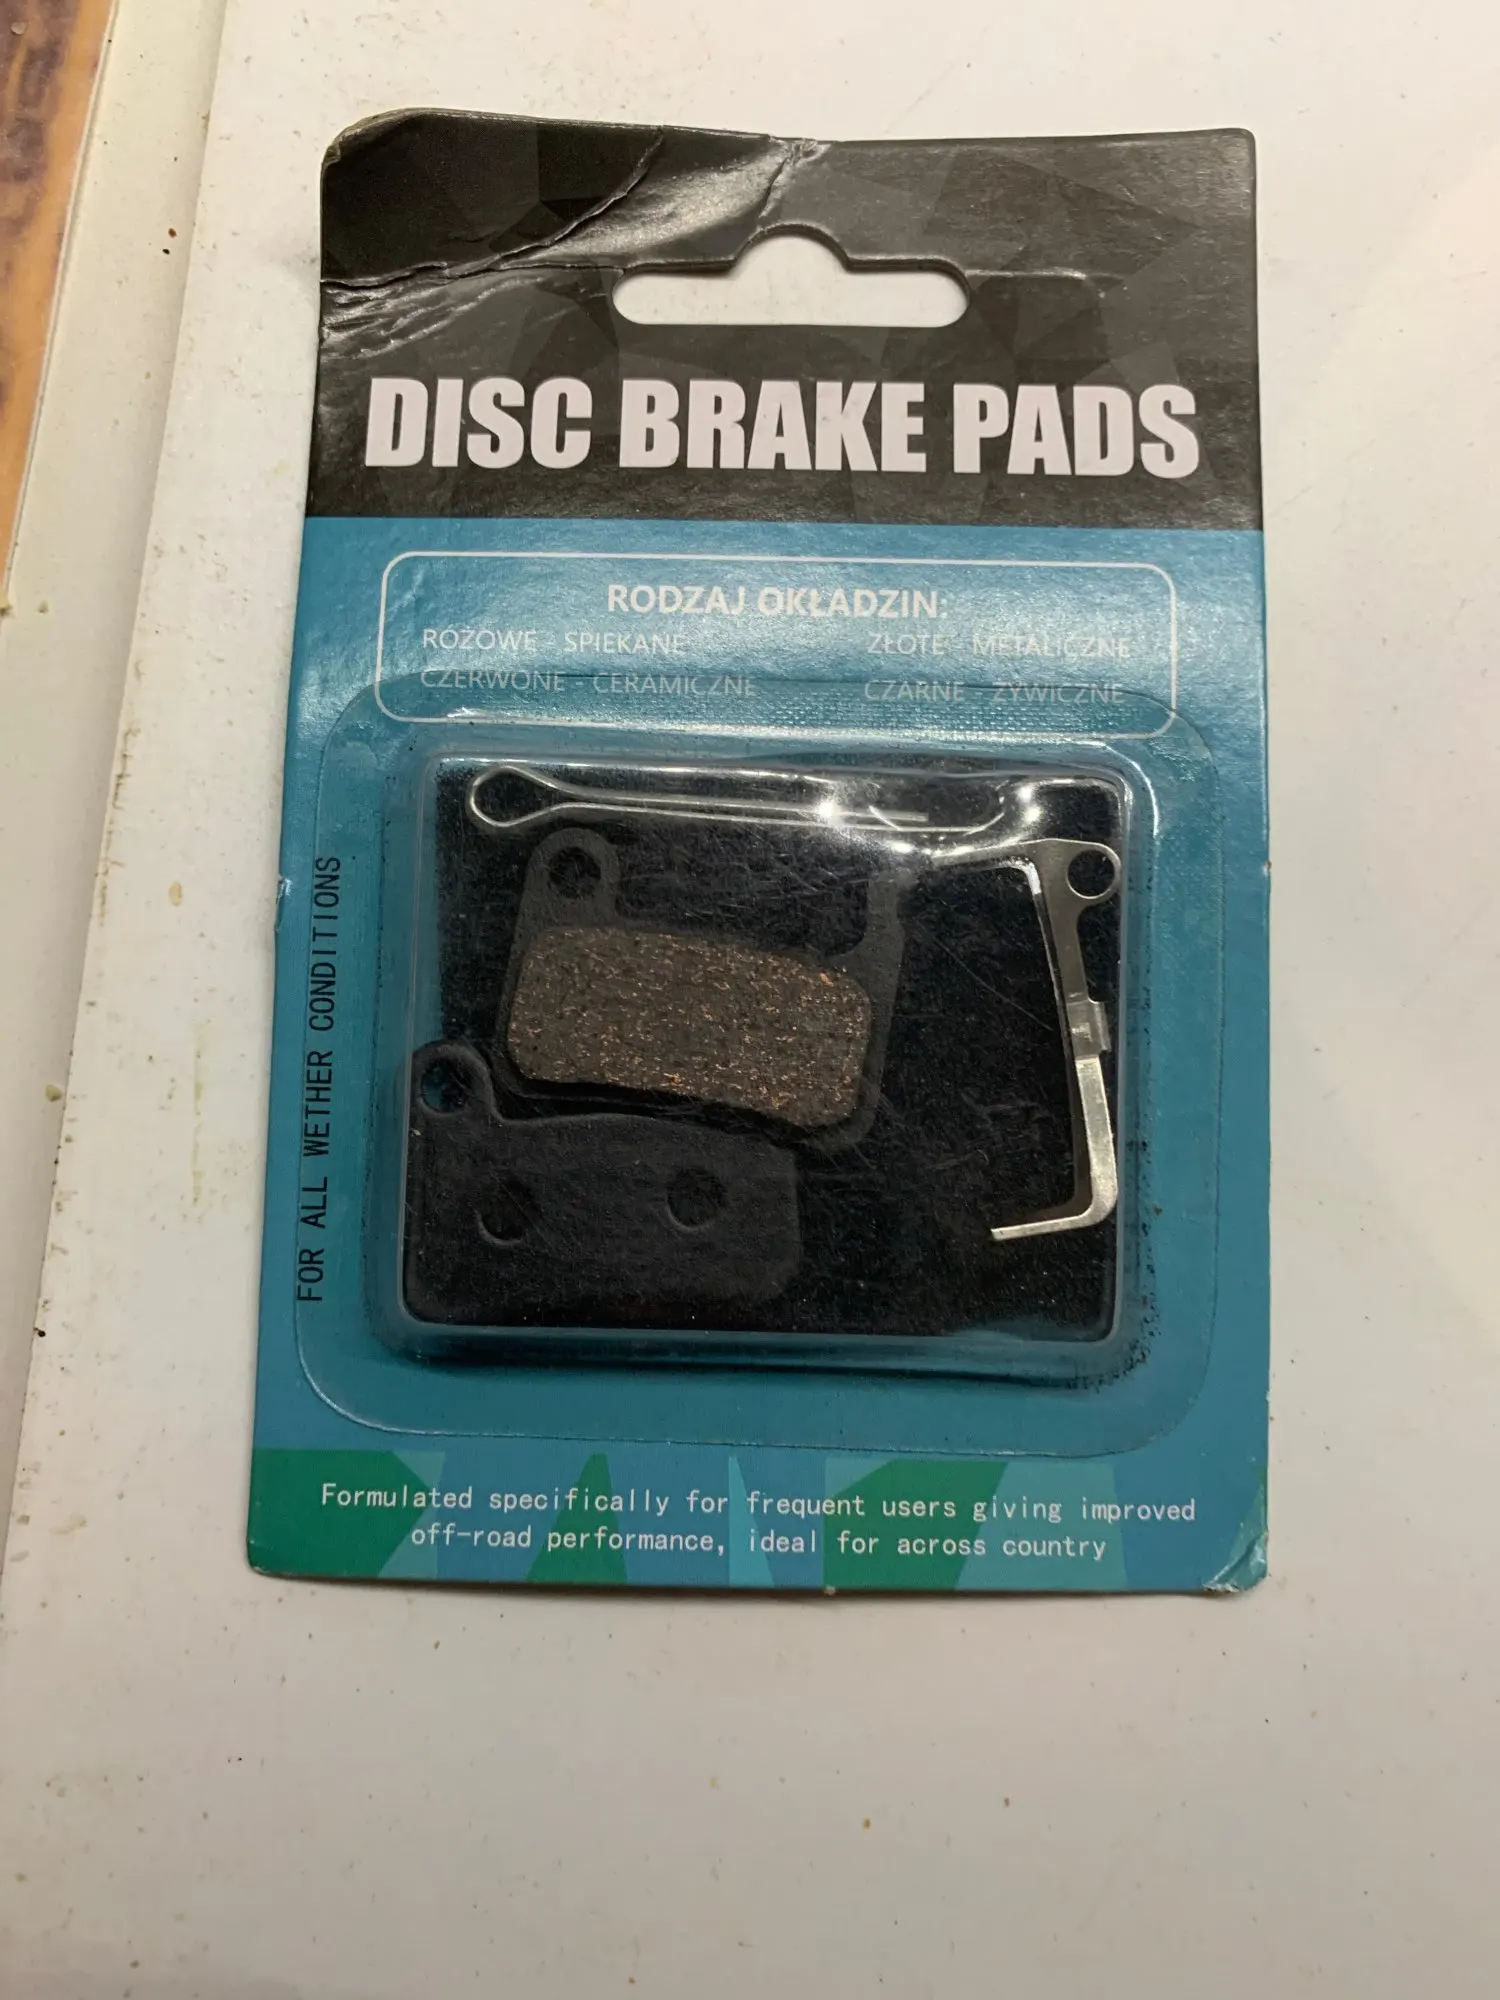 DISC BRAKE PADS
RODZAJ OKŁADZIN:
RÓŻOWE - SPIEKANE ZŁOTE - METALICZNE
CZERWONE - CERAMICZNE CZARNE - ŻYWICZNE
FOR ALL WETHER CONDITIONS
Formulated specifically for frequent users giving improved
off-road performance, ideal for across country